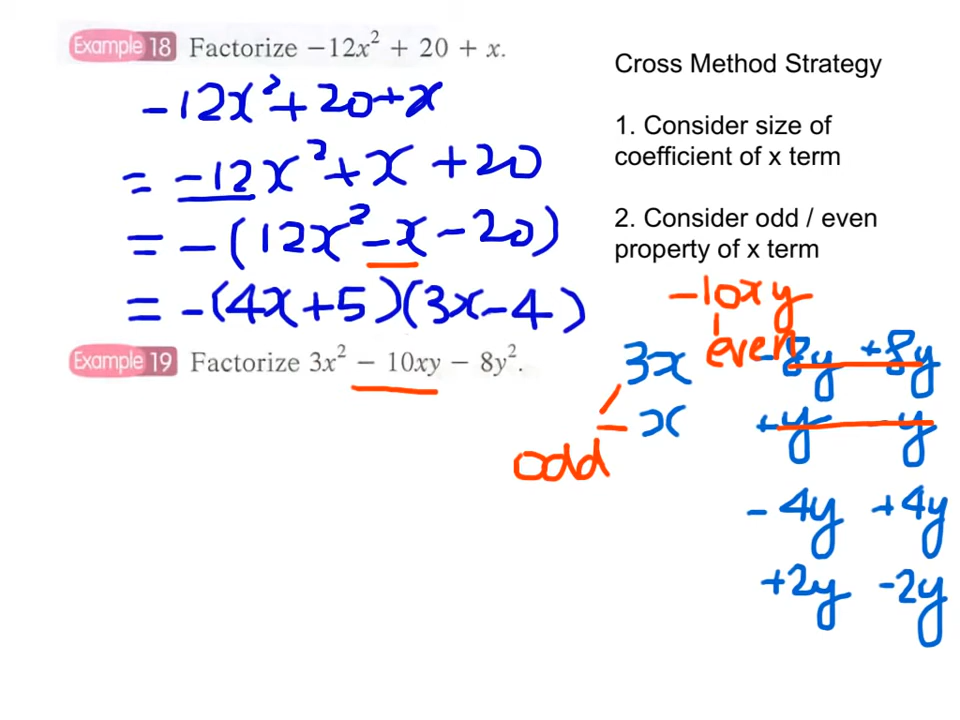 Example 18 Factorize −12x² + 20 + x.
-12x²+20+x
= -12x²+x+20
= -(12x²-x-20)
= -(4x+5)(3x-4)
Example 19 Factorize 3x² − 10xy − 8y².
Cross Method Strategy
1. Consider size of
coefficient of x term
2. Consider odd / even
property of x term
-10xy
even
3x -8y +8y
x +y y
odd
-4y +4y
+2y -2y